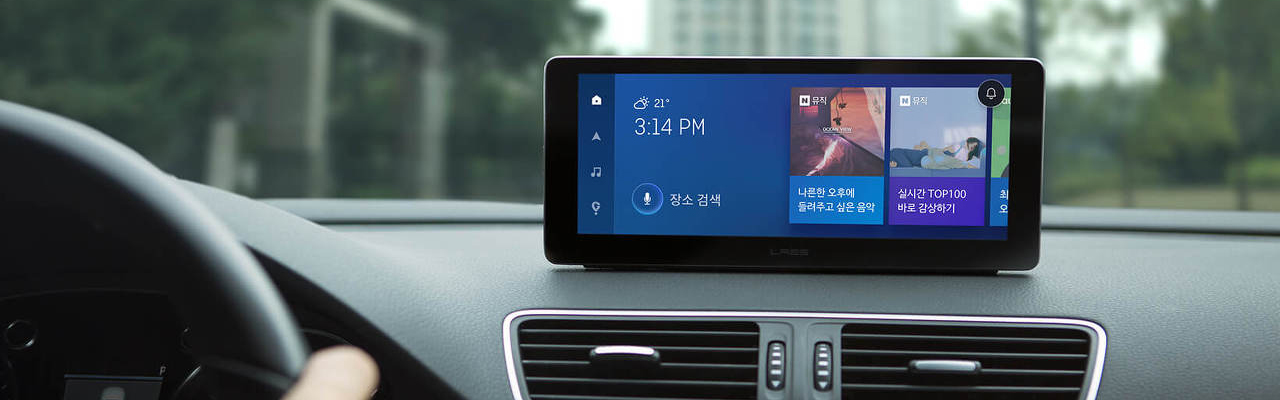 21°
3:14 PM
장소 검색
N 뮤직
OCEAN VIEW
나른한 오후에
들려주고 싶은 음악
N 뮤직
실시간 TOP100
바로 감상하기
최
오
P